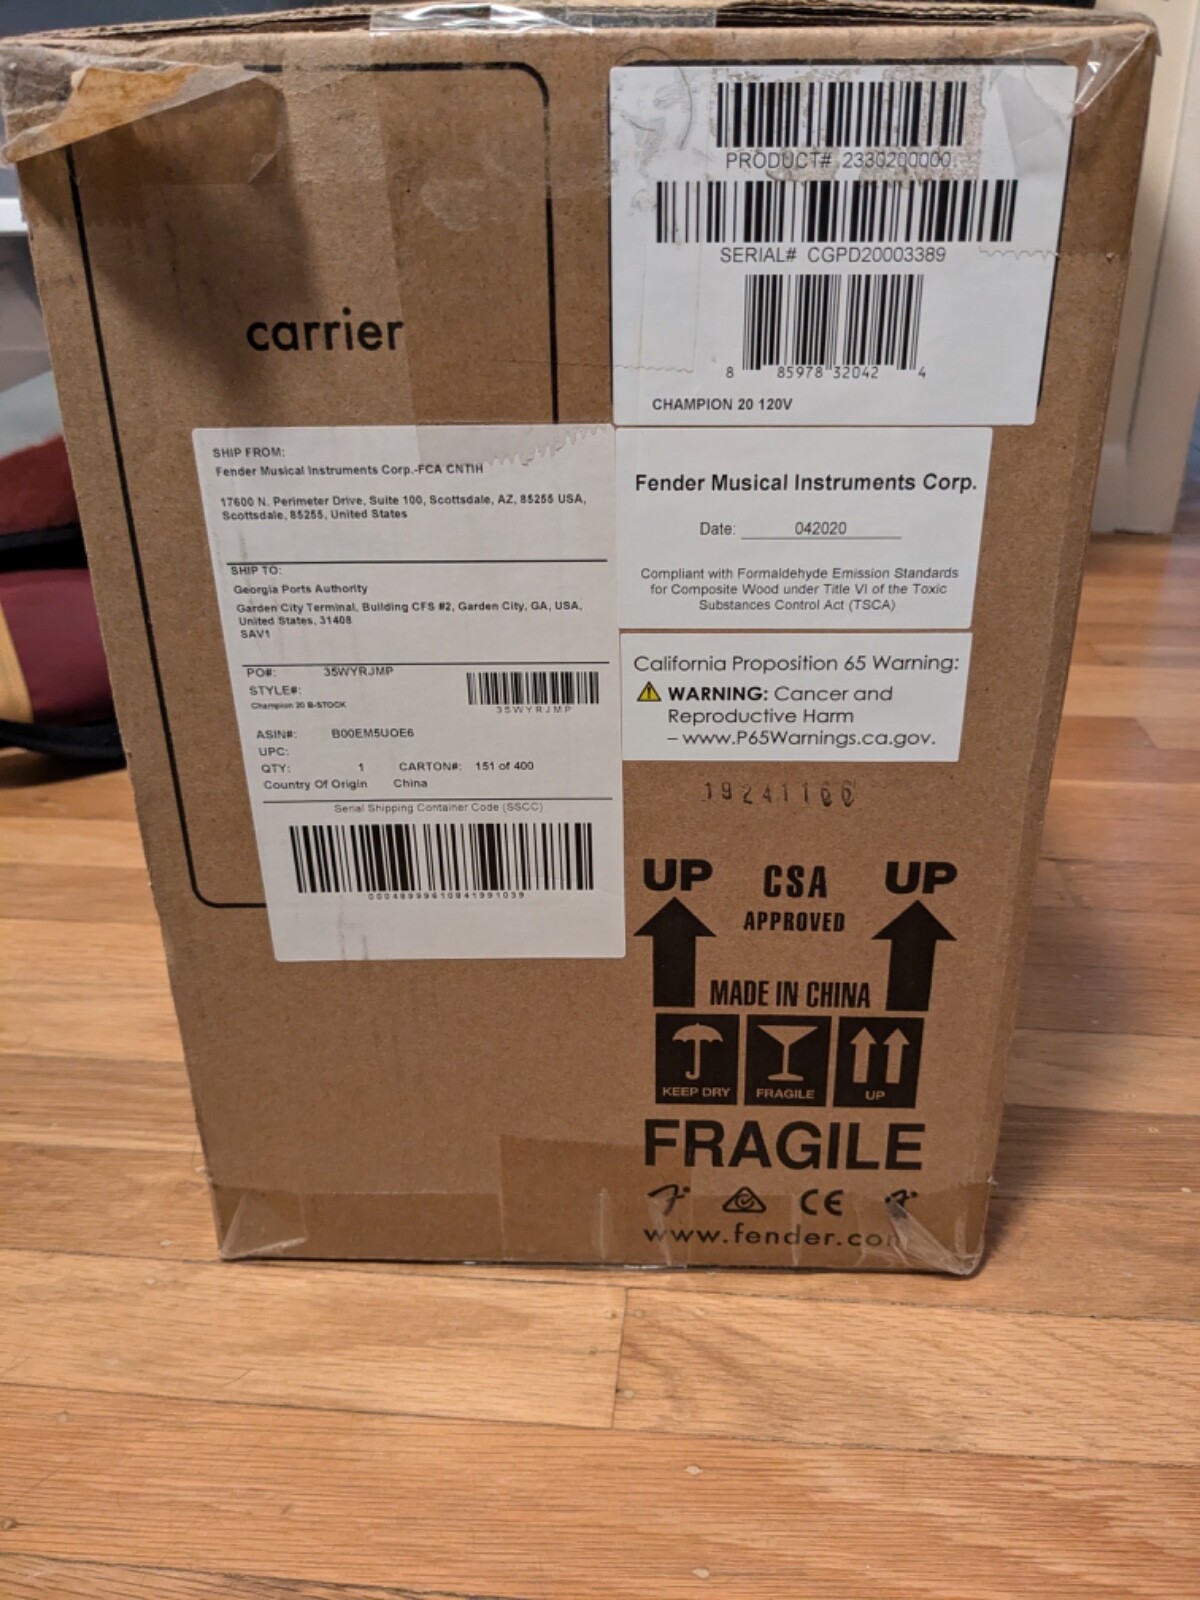 carrier
PRODUCT# 2330200000
SERIAL# CGPD20003389
8 85978 32042 4
CHAMPION 20 120V
SHIP FROM:
Fender Musical Instruments Corp.-FCA CNTIH
17600 N. Perimeter Drive, Suite 100, Scottsdale, AZ, 85255 USA,
Scottsdale, 85255, United States
SHIP TO:
Georgia Ports Authority
Garden City Terminal, Building CFS #2, Garden City, GA, USA,
United States, 31408
SAV1
PO#: 35WYRJMP
STYLE#:
Champion 20 B-STOCK
35WYRJMP
ASIN#: B00EM5UOE6
UPC:
QTY: 1 CARTON#: 151 of 400
Country Of Origin China
Serial Shipping Container Code (SSCC)
Fender Musical Instruments Corp.
Date: 042020
Compliant with Formaldehyde Emission Standards
for Composite Wood under Title VI of the Toxic
Substances Control Act (TSCA)
California Proposition 65 Warning:
WARNING: Cancer and
Reproductive Harm
– www.P65Warnings.ca.gov.
19241166
UP CSA UP
APPROVED
MADE IN CHINA
KEEP DRY FRAGILE UP
FRAGILE
CE
www.fender.com